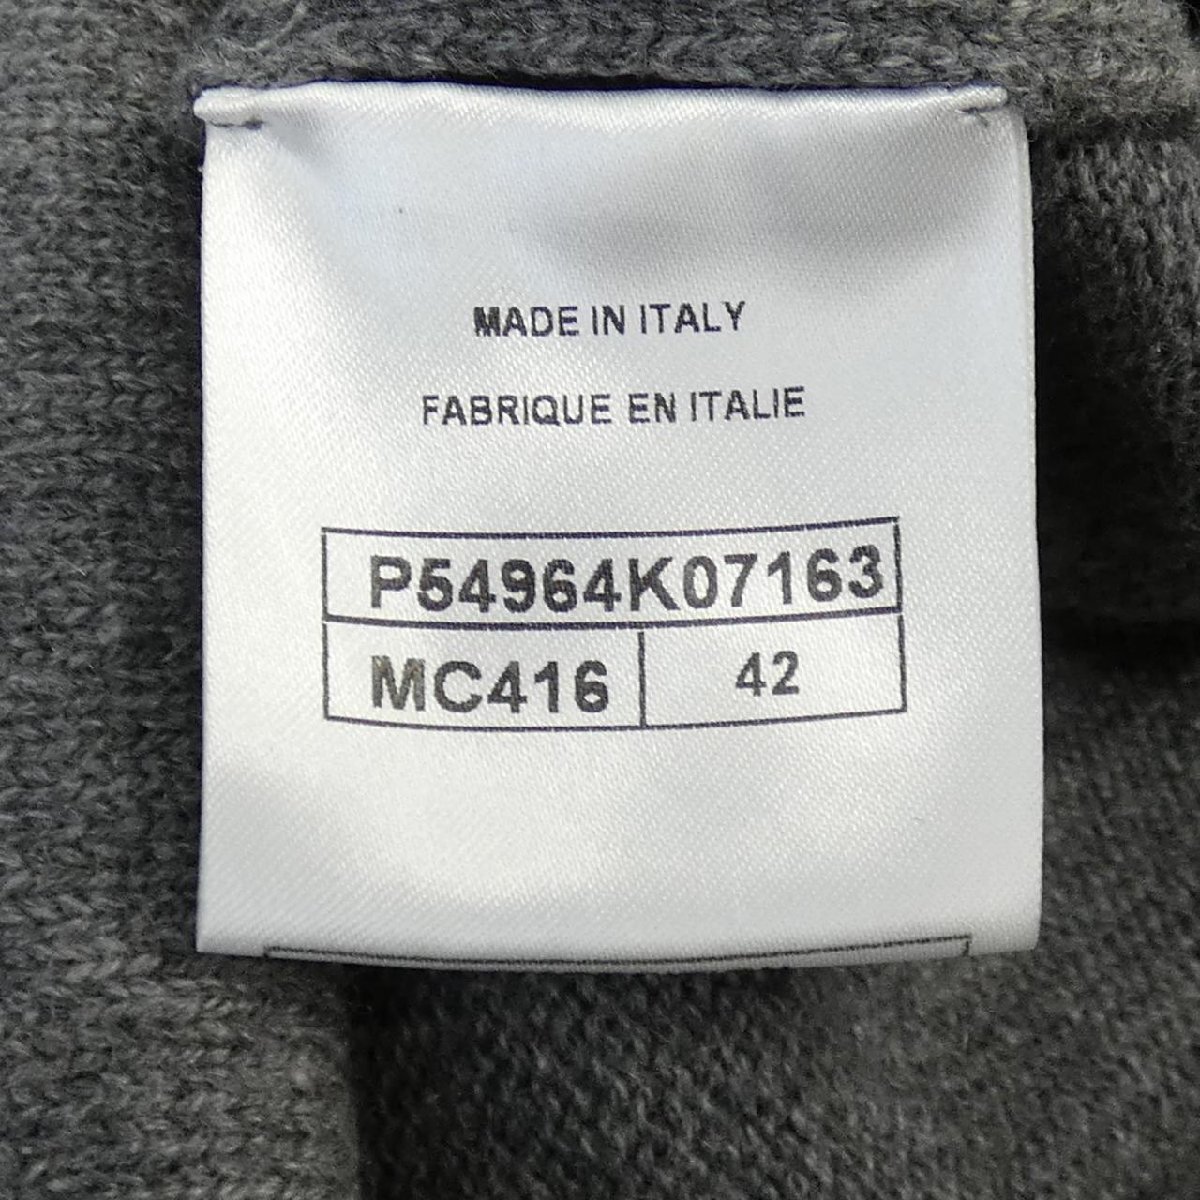 MADE IN ITALY
FABRIQUE EN ITALIE
P54964K07163
MC416 42